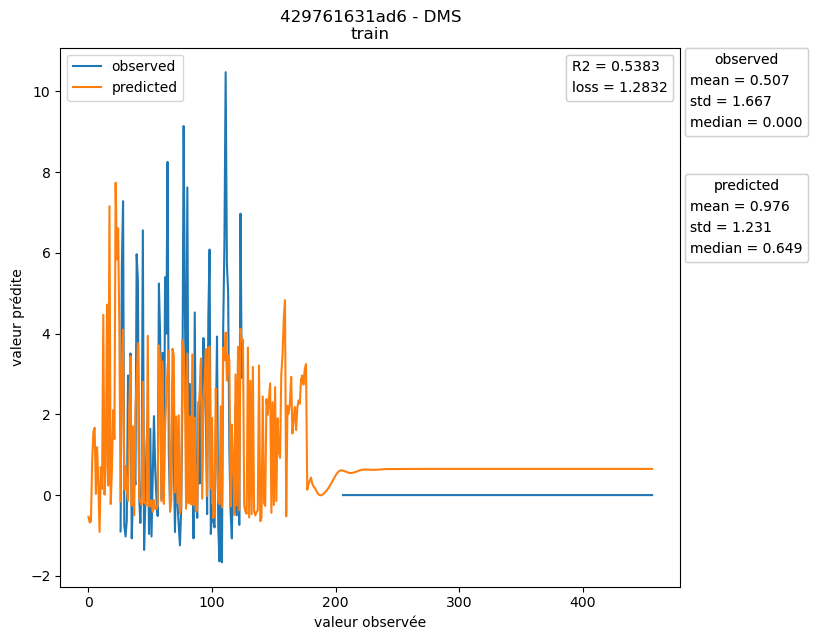 429761631ad6 - DMS
train
observed
predicted
R2 = 0.5383
loss = 1.2832
observed
mean = 0.507
std = 1.667
median = 0.000
predicted
mean = 0.976
std = 1.231
median = 0.649
valeur prédite
10
8
6
4
2
0
−2
0
100
200
300
400
valeur observée